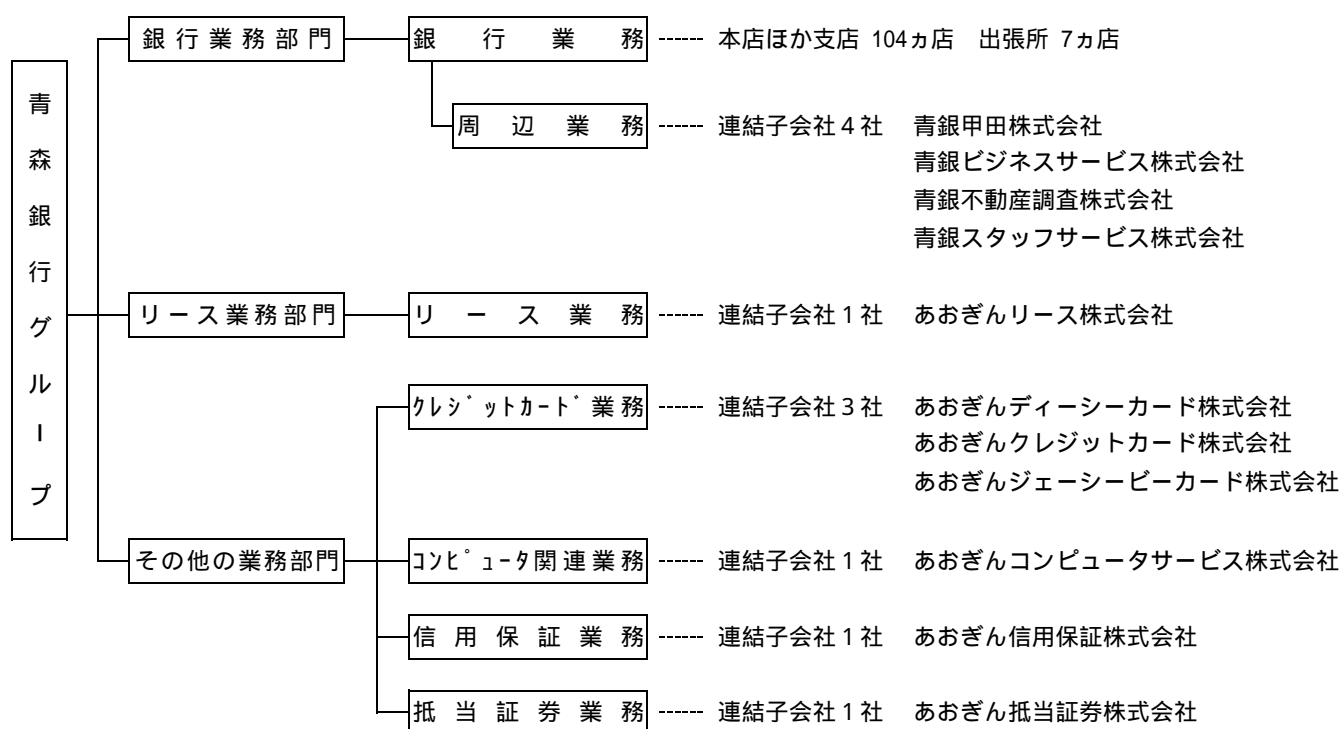 青森銀行グループ
銀行業務部門 銀行業務 ------ 本店ほか支店 104ヵ店 出張所 7ヵ店
周辺業務 ------ 連結子会社4社 青銀甲田株式会社
青銀ビジネスサービス株式会社
青銀不動産調査株式会社
青銀スタッフサービス株式会社
リース業務部門 リース業務 ------ 連結子会社1社 あおぎんリース株式会社
その他の業務部門
クレジットカード業務 ------ 連結子会社3社 あおぎんディーシーカード株式会社
あおぎんクレジットカード株式会社
あおぎんジェーシービーカード株式会社
コンピュータ関連業務 ------ 連結子会社1社 あおぎんコンピュータサービス株式会社
信用保証業務 ------ 連結子会社1社 あおぎん信用保証株式会社
抵当証券業務 ------ 連結子会社1社 あおぎん抵当証券株式会社